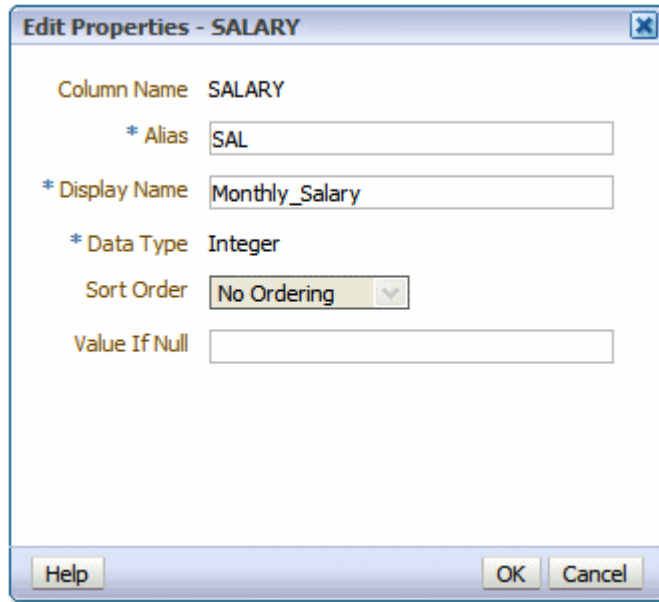 Edit Properties - SALARY
Column Name SALARY
* Alias SAL
* Display Name Monthly_Salary
* Data Type Integer
Sort Order No Ordering
Value If Null
Help OK Cancel